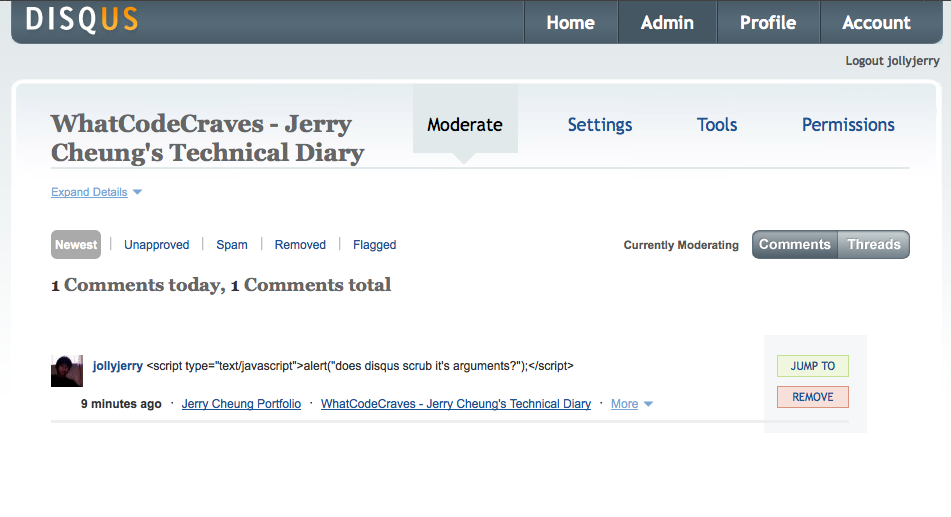 DISQUS
Home Admin Profile Account
Logout jollyjerry
WhatCodeCraves - Jerry
Cheung's Technical Diary
Moderate Settings Tools Permissions
Expand Details
Newest | Unapproved | Spam | Removed | Flagged
Currently Moderating Comments Threads
1 Comments today, 1 Comments total
jollyjerry <script type="text/javascript">alert("does disqus scrub it's arguments?");</script>
JUMP TO
REMOVE
9 minutes ago · Jerry Cheung Portfolio · WhatCodeCraves - Jerry Cheung's Technical Diary · More